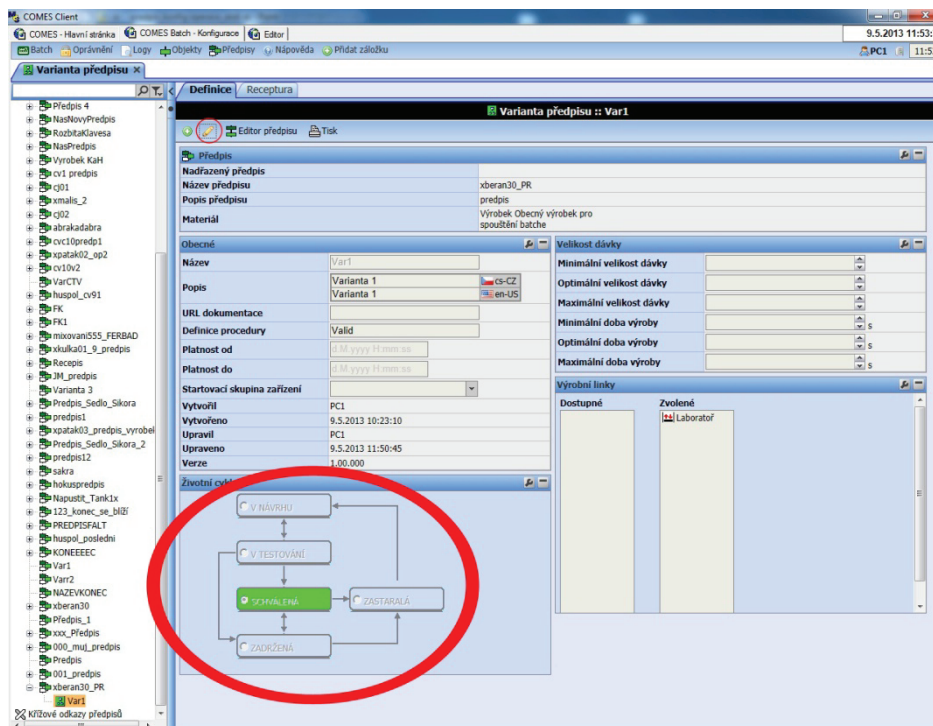 COMES Client
COMES - Hlavní stránka COMES Batch - Konfigurace Editor 9.5.2013 11:53:
Batch Oprávnění Logy Objekty Předpisy Nápověda Přidat záložku PC1 11:5
Varianta předpisu
Definice Receptura
Varianta předpisu :: Var1
Editor předpisu Tisk
Předpis 4
NasNovyPredpis
RozbitaKlavesa
NasPredpis
Vyrobek KaH
cv1 predpis
cj01
xmalis_2
cj02
abrakadabra
cvc10predp1
xpatak02_op2
cv10v2
VarCTV
huspol_cv91
FK
FK1
mixovani555_FERBAD
xkulka01_9_predpis
Recepis
JM_predpis
Varianta 3
Predpis_Sedlo_Sikora
predpis1
xpatak03_predpis_vyrobel
Predpis_Sedlo_Sikora_2
predpis12
sakra
hokuspredpis
Napustit_Tank1x
123_konec_se_blíží
PREDPISFALT
huspol_posledni
KONEEEEC
Var1
Varr2
NAZEVKONEC
xberan30
Předpis_1
xxx_Předpis
000_muj_predpis
Predpis
001_predpis
xberan30_PR
Var1
Křížové odkazy předpisů
Předpis
Nadřazený předpis
Název předpisu xberan30_PR
Popis předpisu predpis
Materiál Výrobek Obecný výrobek pro
spouštění batche
Obecné
Název Var1
Popis Varianta 1 cs-CZ
Varianta 1 en-US
URL dokumentace
Definice procedury Valid
Platnost od d.M.yyyy H:mm:ss
Platnost do d.M.yyyy H:mm:ss
Startovací skupina zařízení
Vytvořil PC1
Vytvořeno 9.5.2013 10:23:10
Upravil PC1
Upraveno 9.5.2013 11:50:45
Verze 1.00.000
Velikost dávky
Minimální velikost dávky
Optimální velikost dávky
Maximální velikost dávky
Minimální doba výroby s
Optimální doba výroby s
Maximální doba výroby s
Výrobní linky
Dostupné Zvolené
Laboratoř
Životní cykl
V NÁVRHU
V TESTOVÁNÍ
SCHVÁLENÁ ZASTARALÁ
ZADRŽENÁ